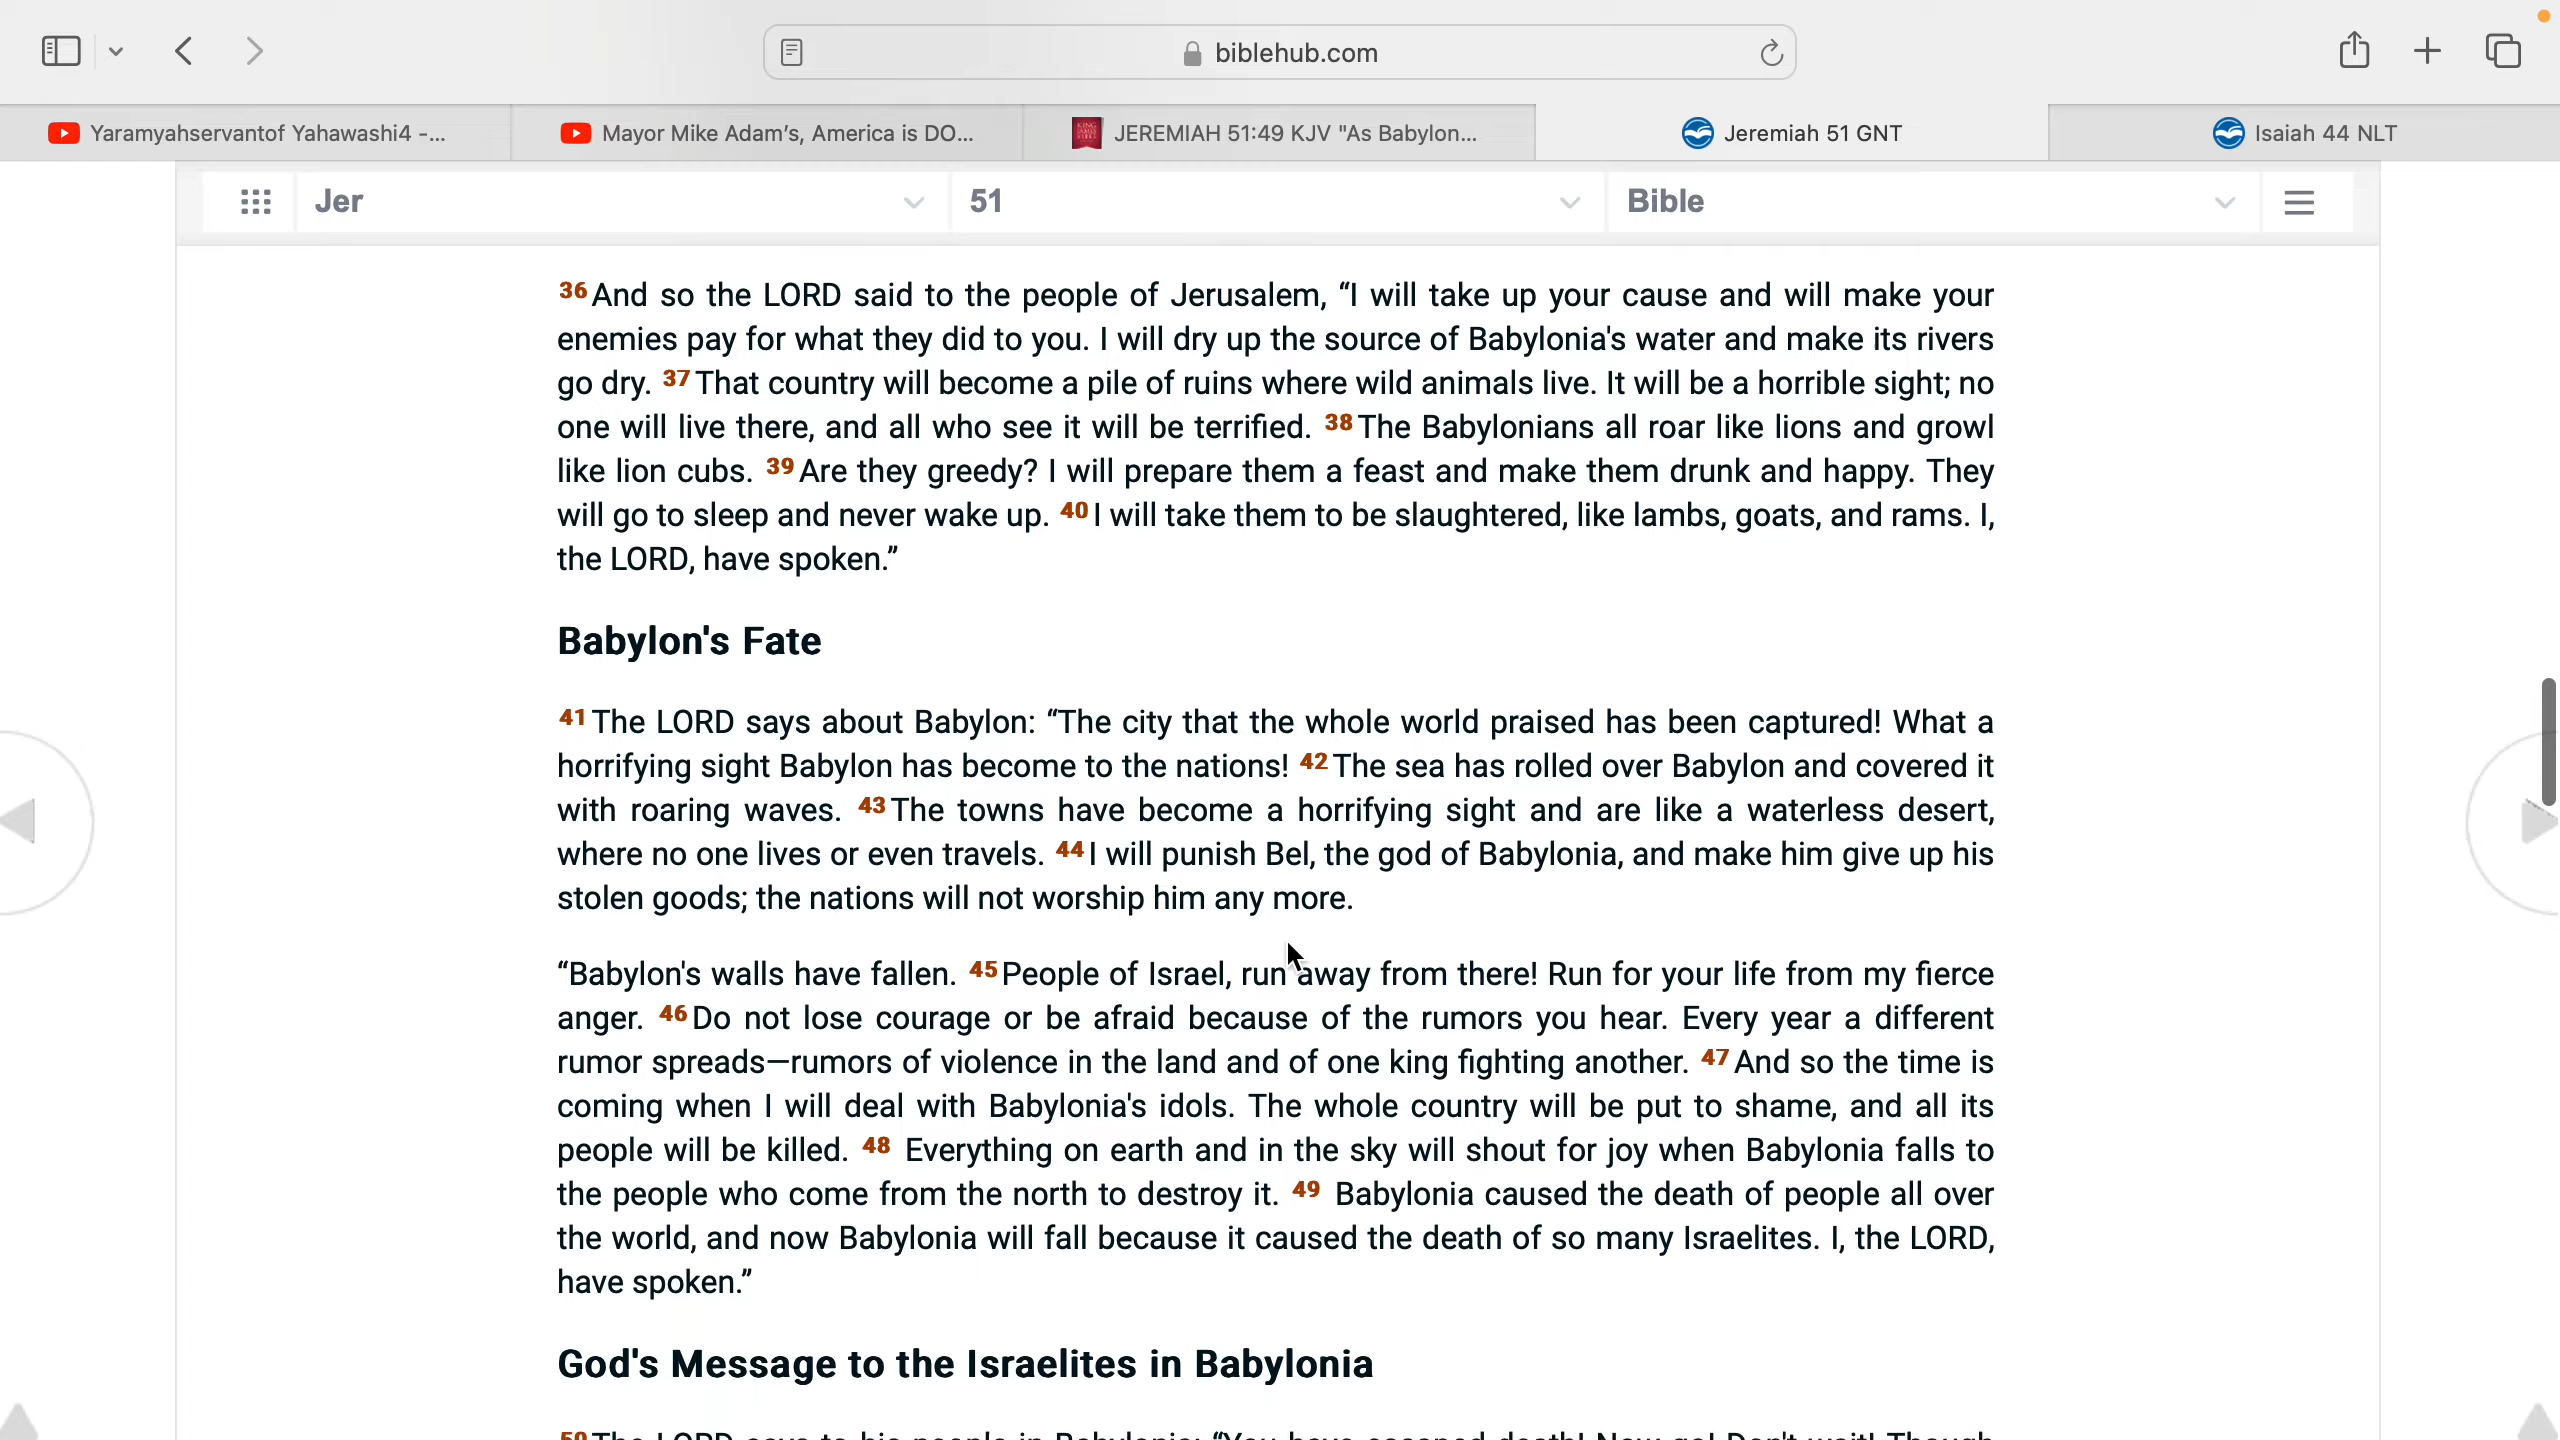 biblehub.com
Yaramyahservantof Yahawashi4 -...
Mayor Mike Adam’s, America is DO...
JEREMIAH 51:49 KJV "As Babylon...
Jeremiah 51 GNT
Isaiah 44 NLT
Jer
51
Bible
36 And so the LORD said to the people of Jerusalem, “I will take up your cause and will make your
enemies pay for what they did to you. I will dry up the source of Babylonia's water and make its rivers
go dry. 37 That country will become a pile of ruins where wild animals live. It will be a horrible sight; no
one will live there, and all who see it will be terrified. 38 The Babylonians all roar like lions and growl
like lion cubs. 39 Are they greedy? I will prepare them a feast and make them drunk and happy. They
will go to sleep and never wake up. 40 I will take them to be slaughtered, like lambs, goats, and rams. I,
the LORD, have spoken.”
Babylon's Fate
41 The LORD says about Babylon: “The city that the whole world praised has been captured! What a
horrifying sight Babylon has become to the nations! 42 The sea has rolled over Babylon and covered it
with roaring waves. 43 The towns have become a horrifying sight and are like a waterless desert,
where no one lives or even travels. 44 I will punish Bel, the god of Babylonia, and make him give up his
stolen goods; the nations will not worship him any more.
“Babylon's walls have fallen. 45 People of Israel, run away from there! Run for your life from my fierce
anger. 46 Do not lose courage or be afraid because of the rumors you hear. Every year a different
rumor spreads—rumors of violence in the land and of one king fighting another. 47 And so the time is
coming when I will deal with Babylonia's idols. The whole country will be put to shame, and all its
people will be killed. 48 Everything on earth and in the sky will shout for joy when Babylonia falls to
the people who come from the north to destroy it. 49 Babylonia caused the death of people all over
the world, and now Babylonia will fall because it caused the death of so many Israelites. I, the LORD,
have spoken.”
God's Message to the Israelites in Babylonia
50 The LORD says to his people in Babylonia: “You have escaped death! Now go! Don't wait! Though